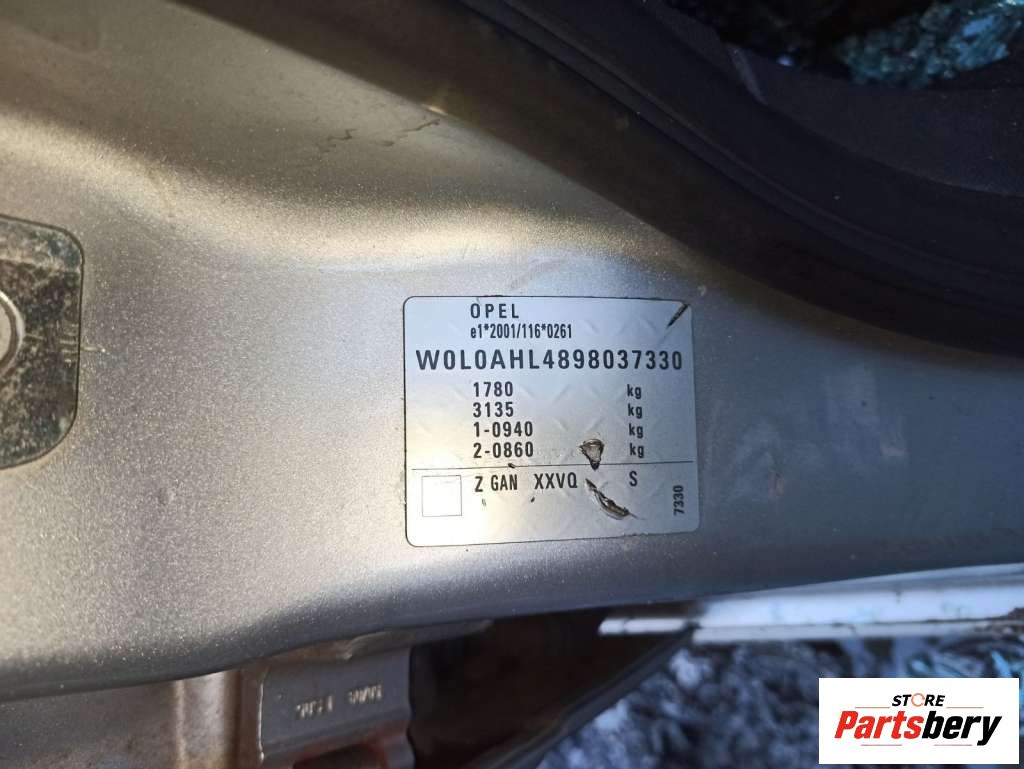 OPEL
e1*2001/116*0261
W0L0AHL4898037330
1780 kg
3135 kg
1-0940 kg
2-0860 kg
Z GAN XXVQ S
7330
STORE
Partsbery